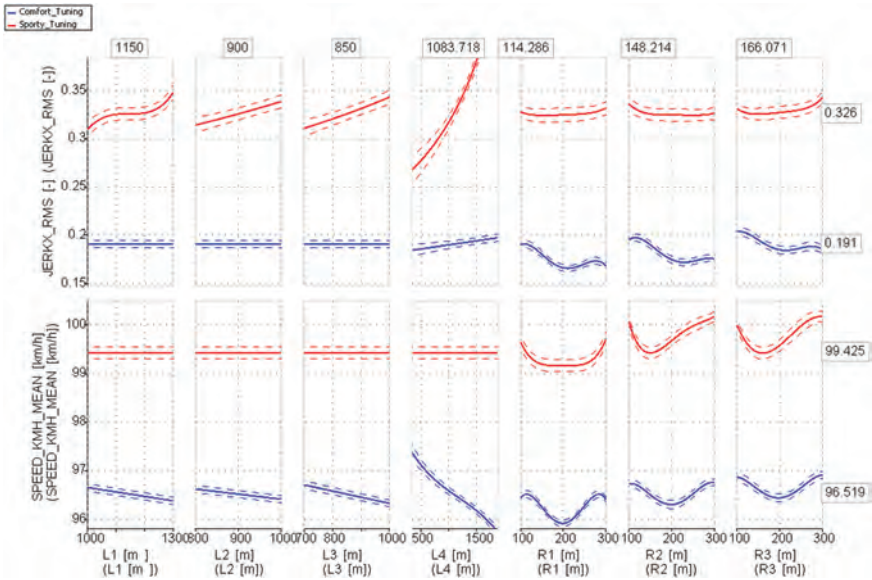 Comfort_Tuning
Sporty_Tuning
1150 900 850 1083.718 114.286 148.214 166.071
JERKX_RMS [-] (JERKX_RMS [-])
0.35
0.3
0.25
0.2
0.15
0.326
0.191
SPEED_KMH_MEAN [km/h]
(SPEED_KMH_MEAN [km/h])
100
99
98
97
96
99.425
96.519
1000 1300 800 900 1000 700 1000 500 1500 100 200 300 100 200 300 100 200 300
L1 [m ] L2 [m] L3 [m] L4 [m] R1 [m] R2 [m] R3 [m]
(L1 [m ]) (L2 [m]) (L3 [m]) (L4 [m]) (R1 [m]) (R2 [m]) (R3 [m])